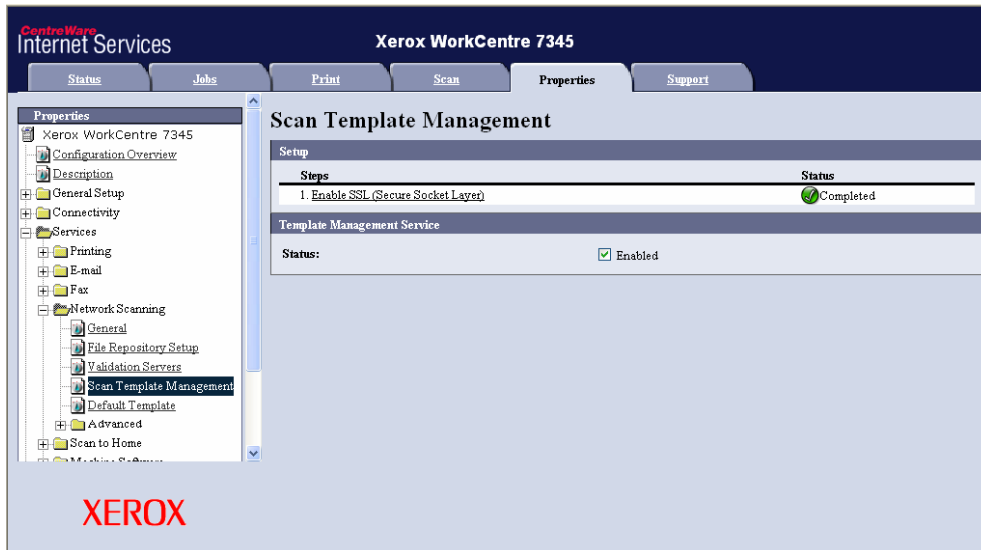 CentreWare
Internet Services
Xerox WorkCentre 7345
Status Jobs Print Scan Properties Support
Properties
Xerox WorkCentre 7345
Configuration Overview
Description
General Setup
Connectivity
Services
Printing
E-mail
Fax
Network Scanning
General
File Repository Setup
Validation Servers
Scan Template Management
Default Template
Advanced
Scan to Home
XEROX
Scan Template Management
Setup
Steps Status
1. Enable SSL (Secure Socket Layer) Completed
Template Management Service
Status: Enabled